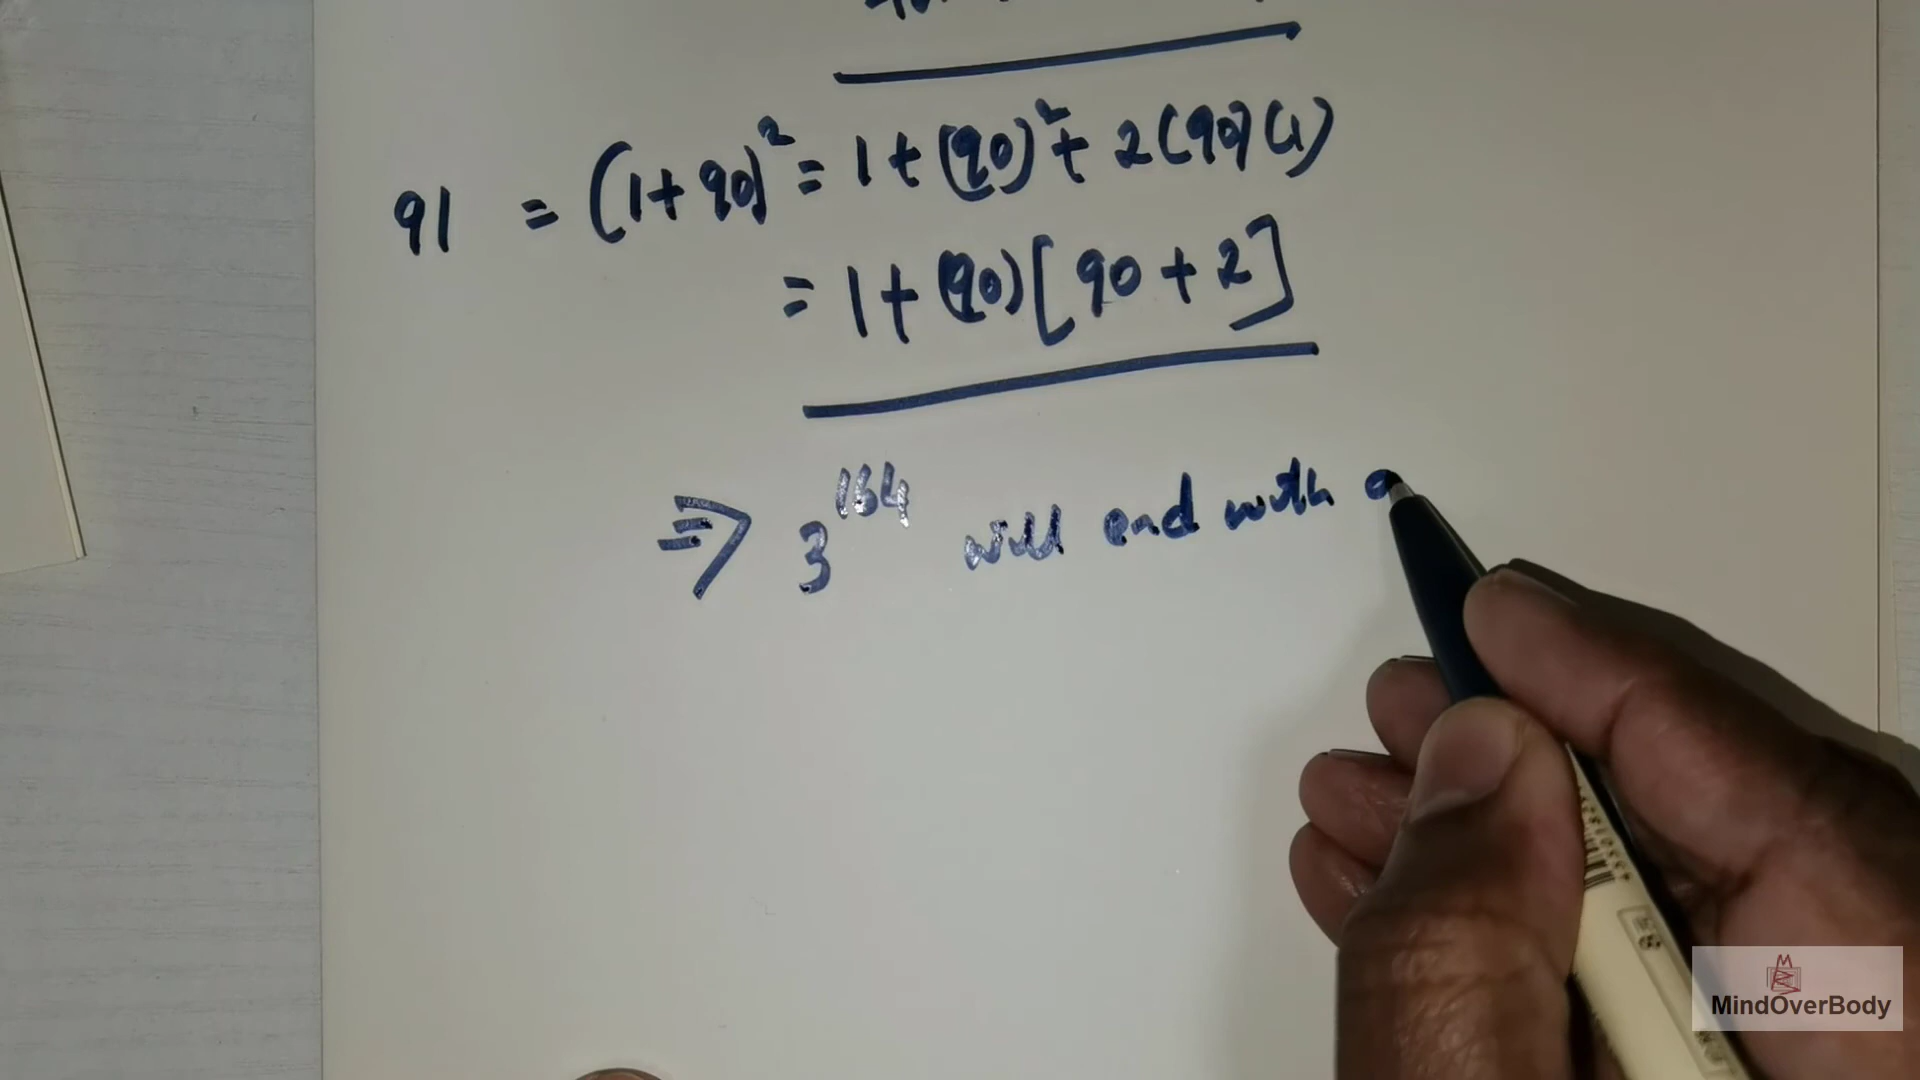 91 = (1+90)² = 1+(90)² + 2(90)(1)
= 1+(90)[90+2]
⇒ 3¹⁶⁴ will end with
MindOverBody